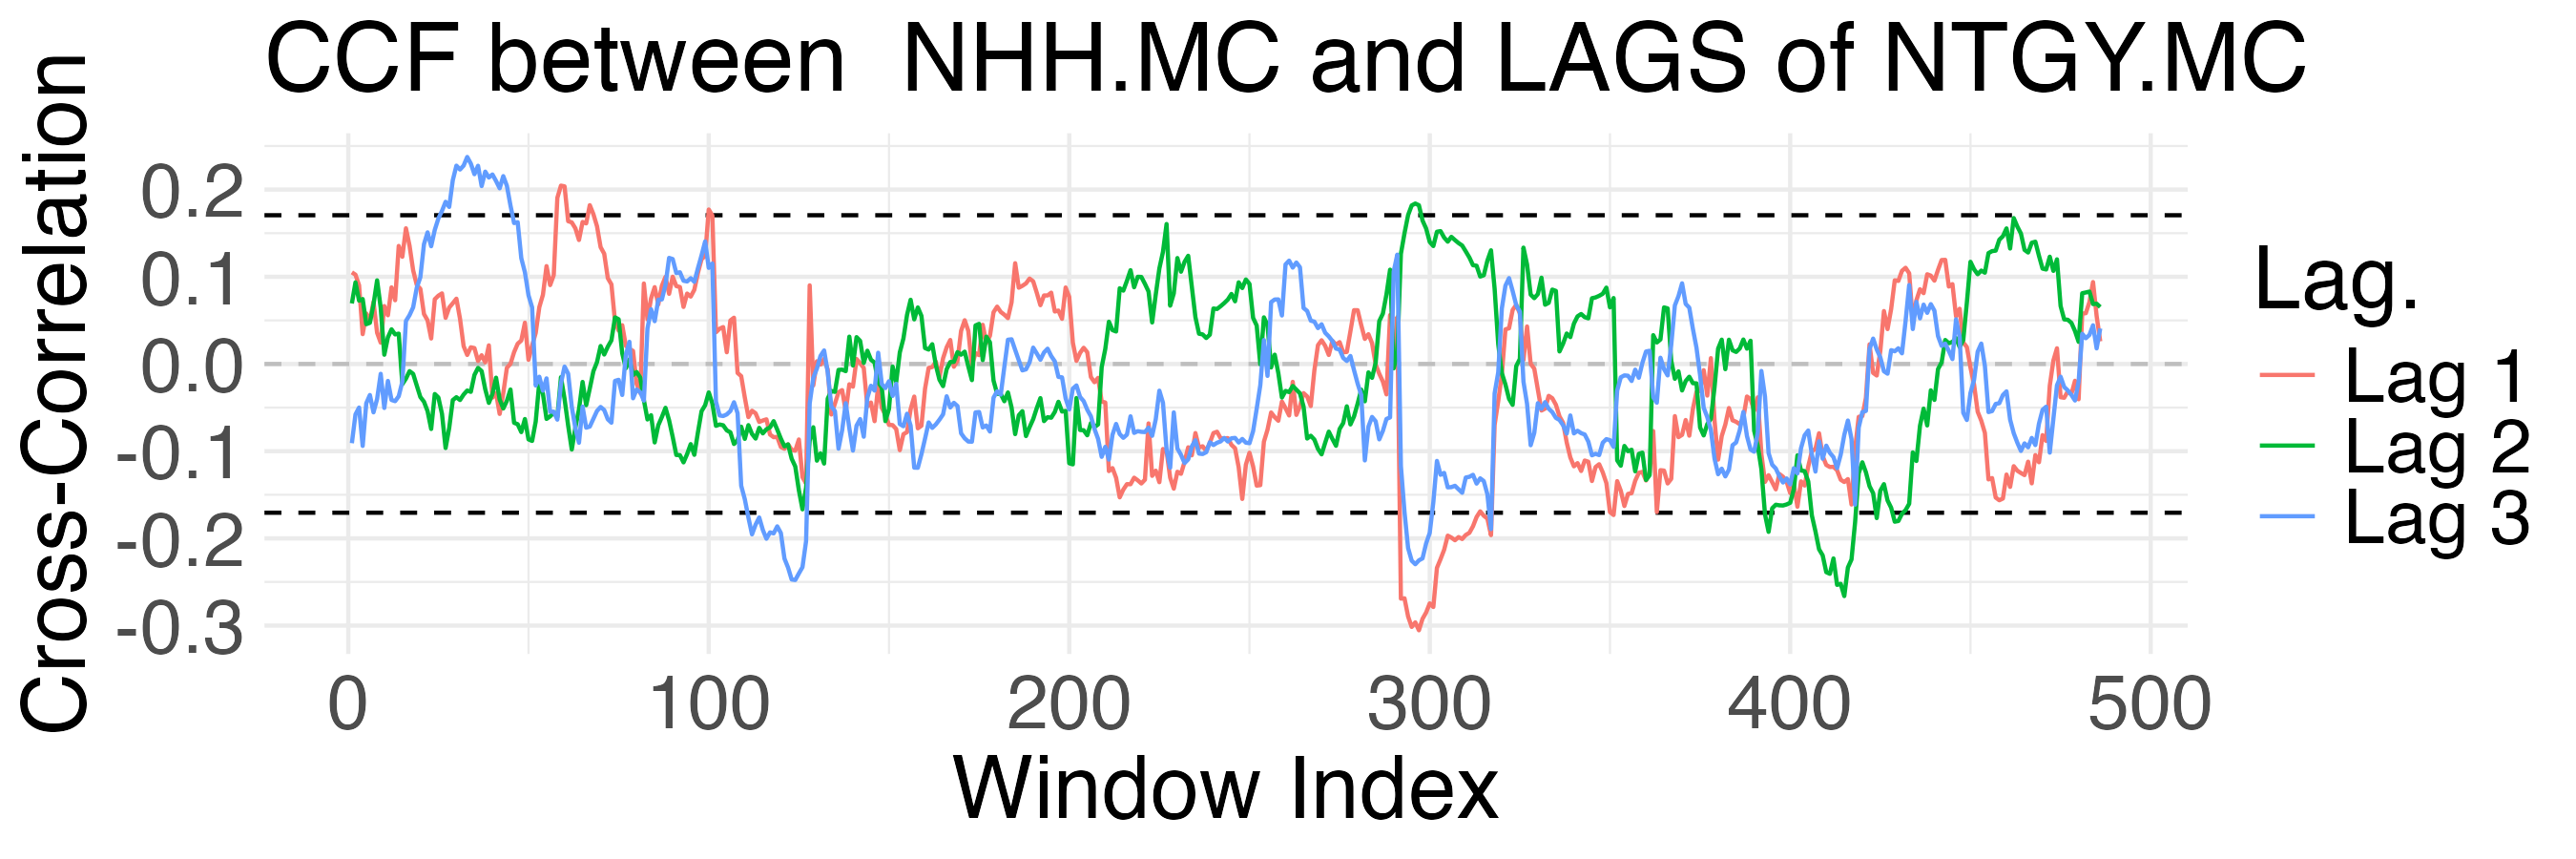 CCF between  NHH.MC and LAGS of NTGY.MC
Cross-Correlation
0.2
0.1
0.0
-0.1
-0.2
-0.3
0 100 200 300 400 500
Window Index
Lag.
Lag 1
Lag 2
Lag 3